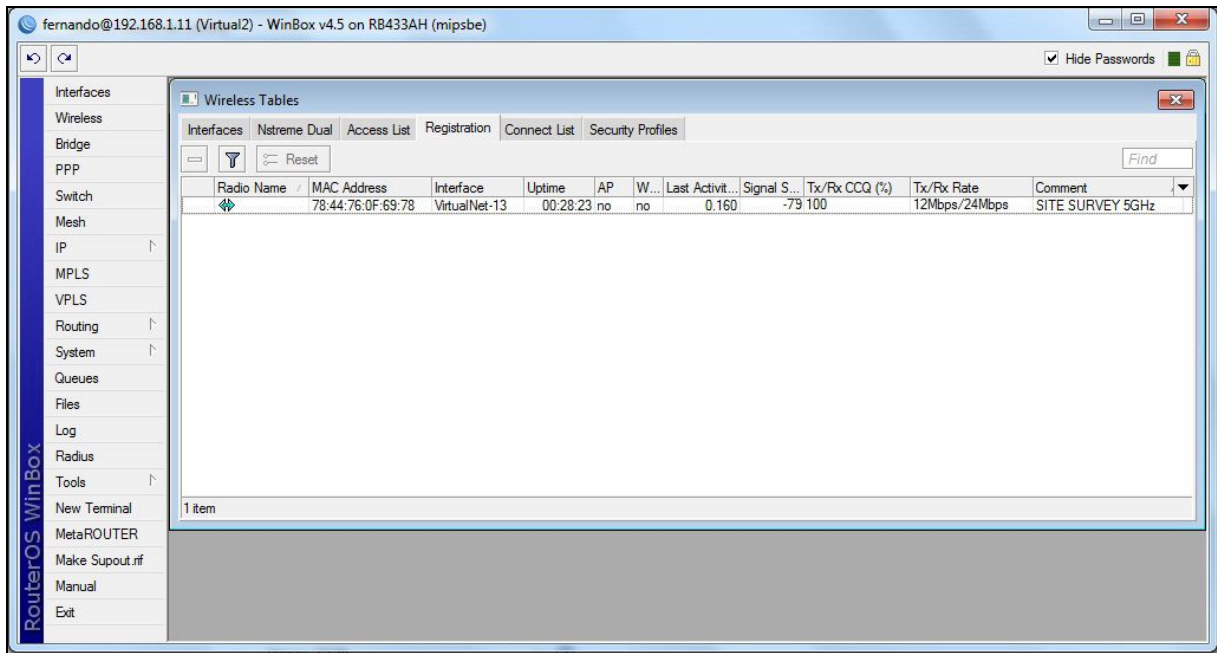 fernando@192.168.1.11 (Virtual2) - WinBox v4.5 on RB433AH (mipsbe)
Hide Passwords
RouterOS WinBox
Interfaces
Wireless
Bridge
PPP
Switch
Mesh
IP
MPLS
VPLS
Routing
System
Queues
Files
Log
Radius
Tools
New Terminal
MetaROUTER
Make Supout.rif
Manual
Exit
Wireless Tables
Interfaces Nstreme Dual Access List Registration Connect List Security Profiles
Reset Find
Radio Name MAC Address Interface Uptime AP W... Last Activit... Signal S... Tx/Rx CCQ (%) Tx/Rx Rate Comment
78:44:76:0F:69:78 VirtualNet-13 00:28:23 no no 0.160 -79 100 12Mbps/24Mbps SITE SURVEY 5GHz
1 item